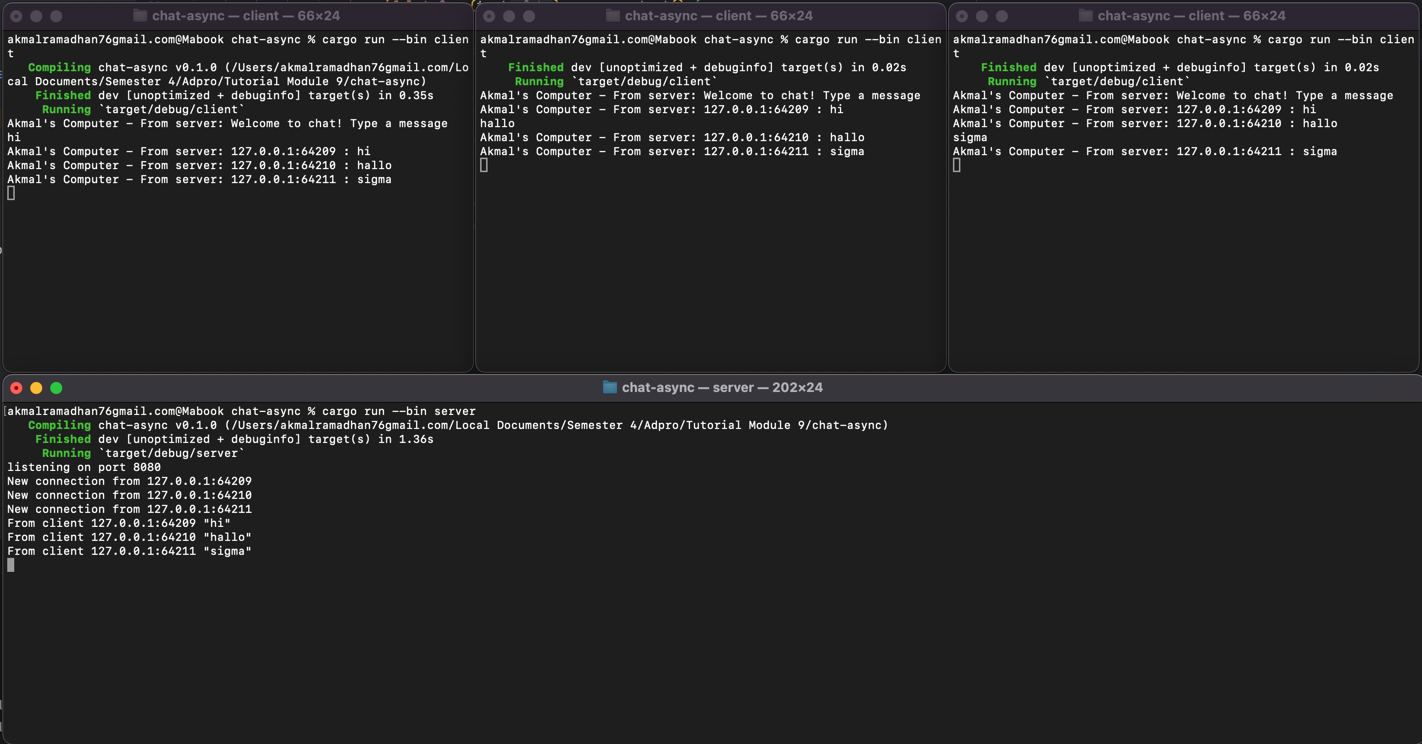 chat-async — client — 66×24
akmalramadhan76gmail.com@Mabook chat-async % cargo run --bin clien
t
Compiling chat-async v0.1.0 (/Users/akmalramadhan76gmail.com/Lo
cal Documents/Semester 4/Adpro/Tutorial Module 9/chat-async)
Finished dev [unoptimized + debuginfo] target(s) in 0.35s
Running `target/debug/client`
Akmal's Computer - From server: Welcome to chat! Type a message
hi
Akmal's Computer - From server: 127.0.0.1:64209 : hi
Akmal's Computer - From server: 127.0.0.1:64210 : hallo
Akmal's Computer - From server: 127.0.0.1:64211 : sigma
chat-async — client — 66×24
akmalramadhan76gmail.com@Mabook chat-async % cargo run --bin clien
t
Finished dev [unoptimized + debuginfo] target(s) in 0.02s
Running `target/debug/client`
Akmal's Computer - From server: Welcome to chat! Type a message
Akmal's Computer - From server: 127.0.0.1:64209 : hi
hallo
Akmal's Computer - From server: 127.0.0.1:64210 : hallo
Akmal's Computer - From server: 127.0.0.1:64211 : sigma
chat-async — client — 66×24
akmalramadhan76gmail.com@Mabook chat-async % cargo run --bin clien
t
Finished dev [unoptimized + debuginfo] target(s) in 0.02s
Running `target/debug/client`
Akmal's Computer - From server: Welcome to chat! Type a message
Akmal's Computer - From server: 127.0.0.1:64209 : hi
Akmal's Computer - From server: 127.0.0.1:64210 : hallo
sigma
Akmal's Computer - From server: 127.0.0.1:64211 : sigma
chat-async — server — 202×24
[akmalramadhan76gmail.com@Mabook chat-async % cargo run --bin server
Compiling chat-async v0.1.0 (/Users/akmalramadhan76gmail.com/Local Documents/Semester 4/Adpro/Tutorial Module 9/chat-async)
Finished dev [unoptimized + debuginfo] target(s) in 1.36s
Running `target/debug/server`
listening on port 8080
New connection from 127.0.0.1:64209
New connection from 127.0.0.1:64210
New connection from 127.0.0.1:64211
From client 127.0.0.1:64209 "hi"
From client 127.0.0.1:64210 "hallo"
From client 127.0.0.1:64211 "sigma"